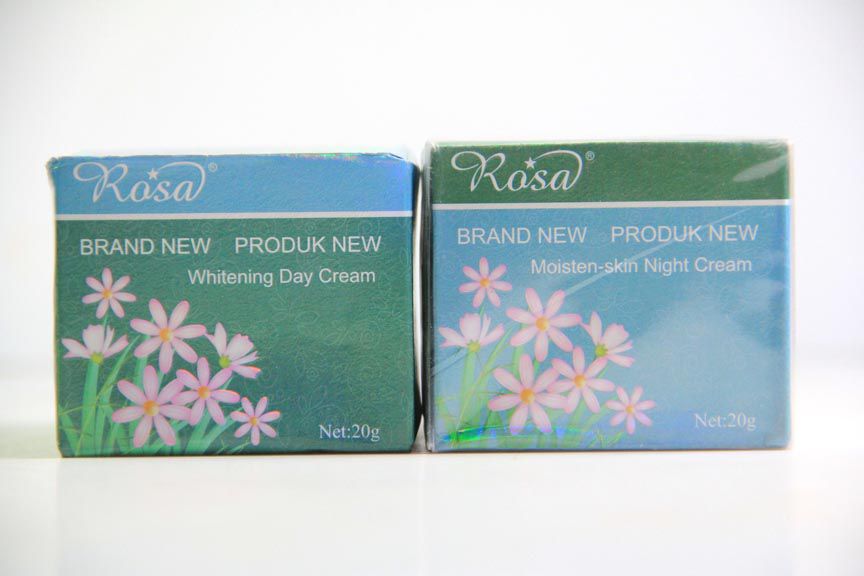 Rosa®
BRAND NEW PRODUK NEW
Whitening Day Cream
Net:20g
Rosa®
BRAND NEW PRODUK NEW
Moisten-skin Night Cream
Net:20g